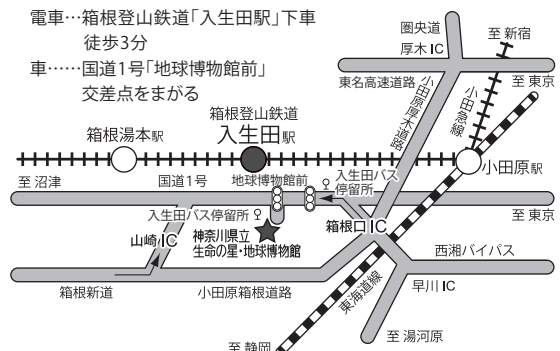 電車…箱根登山鉄道「入生田駅」下車
徒歩3分
車……国道1号「地球博物館前」
交差点をまがる
圏央道
厚木 IC
至 新宿
東名高速道路
至 東京
小田原厚木道路
小田急線
箱根登山鉄道
箱根湯本駅
入生田駅
小田原駅
至 沼津
国道1号
地球博物館前
入生田バス
停留所
至 東京
入生田バス停留所
箱根口 IC
山崎 IC
神奈川県立
生命の星・地球博物館
西湘バイパス
箱根新道
小田原箱根道路
東海道線
早川 IC
至 湯河原
至 静岡